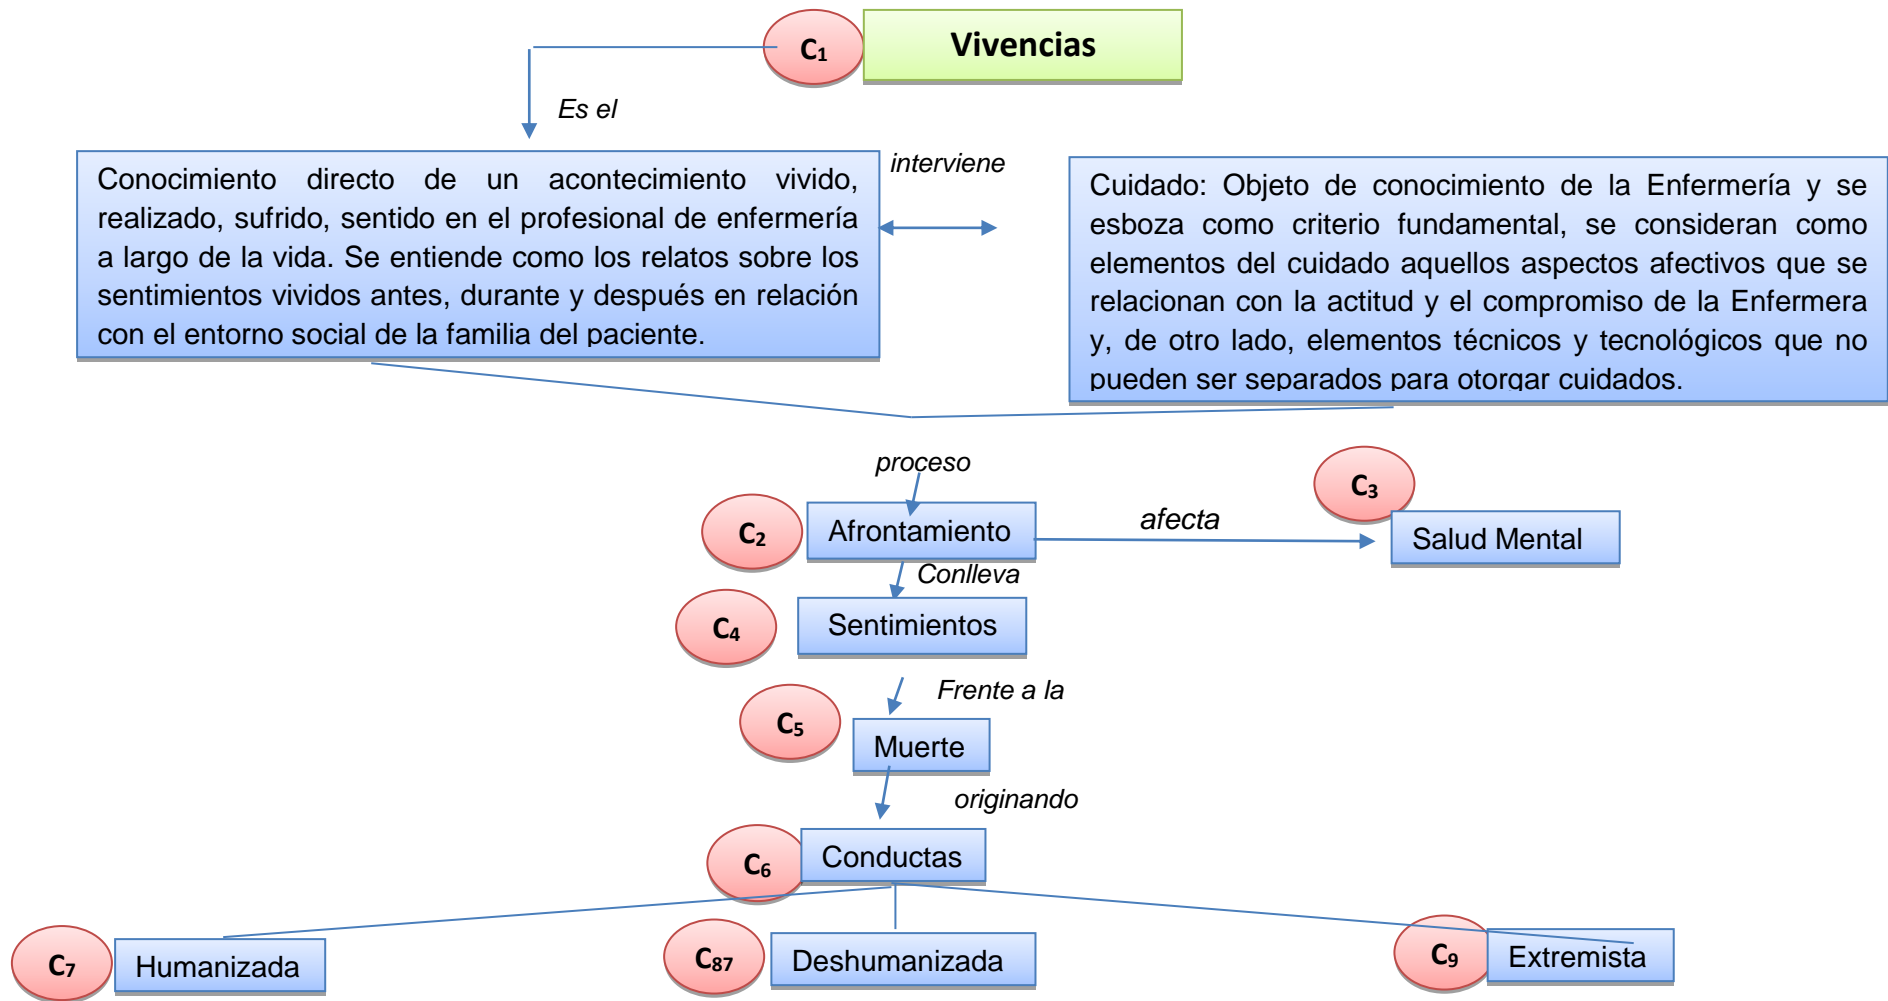 C₁ Vivencias
Es el
Conocimiento directo de un acontecimiento vivido,
realizado, sufrido, sentido en el profesional de enfermería
a largo de la vida. Se entiende como los relatos sobre los
sentimientos vividos antes, durante y después en relación
con el entorno social de la familia del paciente.
interviene
Cuidado: Objeto de conocimiento de la Enfermería y se
esboza como criterio fundamental, se consideran como
elementos del cuidado aquellos aspectos afectivos que se
relacionan con la actitud y el compromiso de la Enfermera
y, de otro lado, elementos técnicos y tecnológicos que no
pueden ser separados para otorgar cuidados.
proceso
C₂ Afrontamiento
afecta
C₃
Salud Mental
Conlleva
C₄ Sentimientos
Frente a la
C₅
Muerte
originando
C₆ Conductas
C₇ Humanizada
C₈₇ Deshumanizada
C₉ Extremista